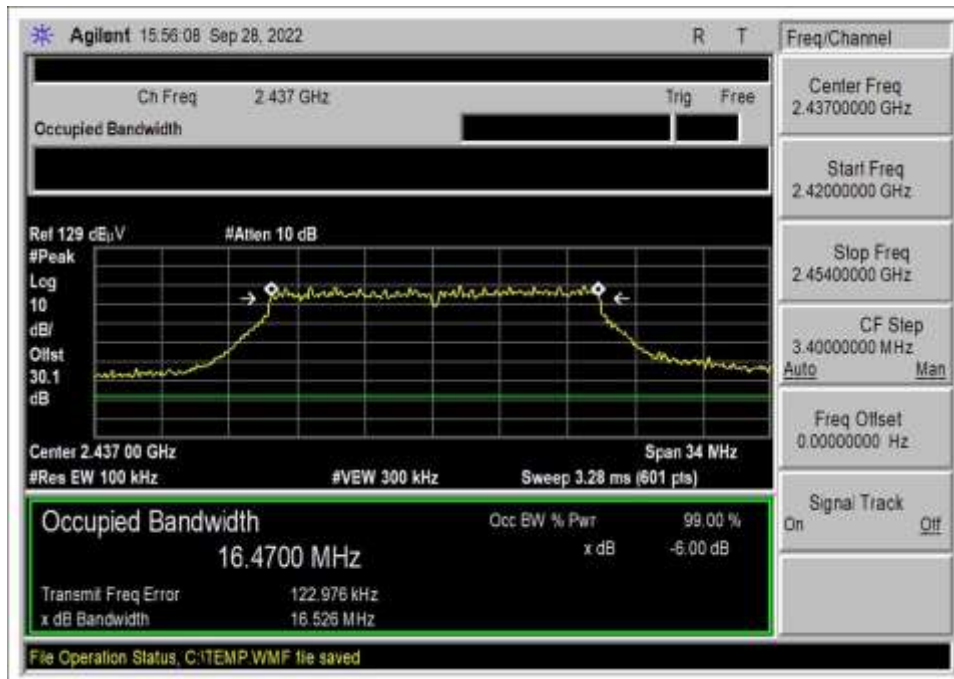 Agilent 15:56:08 Sep 28, 2022 R T
Ch Freq 2.437 GHz Trig Free
Occupied Bandwidth
Ref 129 dBµV #Atten 10 dB
#Peak
Log
10
dB/
Offst
30.1
dB
Center 2.437 00 GHz Span 34 MHz
#Res BW 100 kHz #VBW 300 kHz Sweep 3.28 ms (601 pts)
Occupied Bandwidth Occ BW % Pwr 99.00 %
16.4700 MHz x dB -6.00 dB
Transmit Freq Error 122.976 kHz
x dB Bandwidth 16.526 MHz
File Operation Status, C:\TEMP.WMF file saved
Freq/Channel
Center Freq
2.43700000 GHz
Start Freq
2.42000000 GHz
Stop Freq
2.45400000 GHz
CF Step
3.40000000 MHz
Auto Man
Freq Offset
0.00000000 Hz
Signal Track
On Off